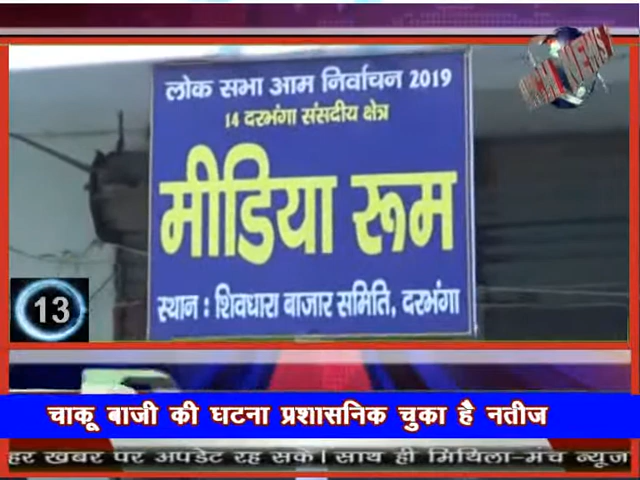 लोक सभा आम निर्वाचन 2019
14 दरभंगा संसदीय क्षेत्र
मीडिया रूम
स्थान : शिवधारा बाजार समिति, दरभंगा
NEWS
13
चाकू बाजी की घटना प्रशासनिक चुका है नतीज
हर खबर पर अपडेट रह सके। साथ ही मिथिला-मंच न्यूज